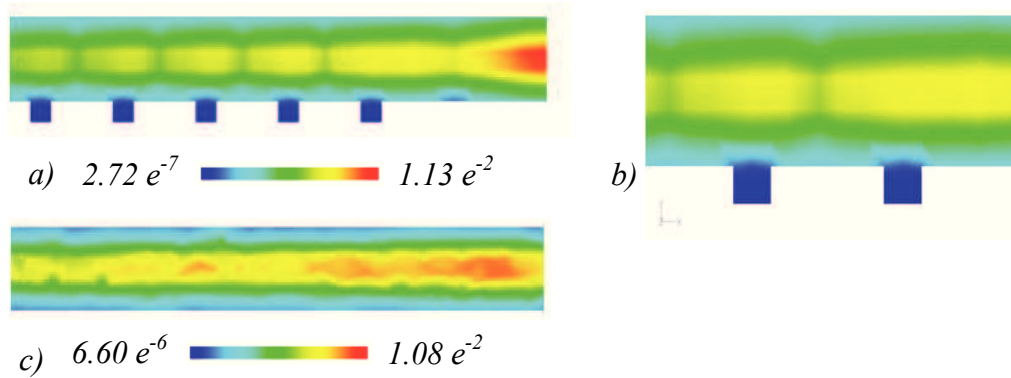 a) 2.72 e⁻⁷ 1.13 e⁻²
b)
c) 6.60 e⁻⁶ 1.08 e⁻²